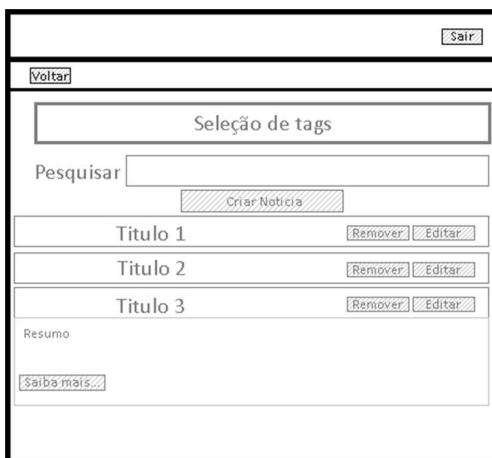 Sair
Voltar
Seleção de tags
Pesquisar
Criar Noticia
Titulo 1 Remover Editar
Titulo 2 Remover Editar
Titulo 3 Remover Editar
Resumo
Saiba mais...